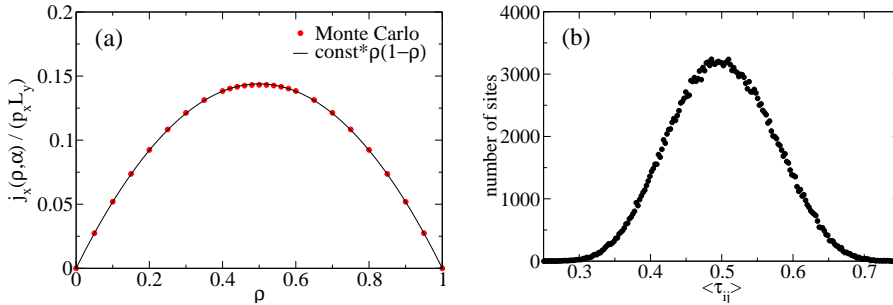 (a)
Monte Carlo
const*ρ(1−ρ)
j_x(ρ,α) / (p_xL_y)
0.2
0.15
0.1
0.05
0
0 0.2 0.4 0.6 0.8 1
ρ
(b)
number of sites
4000
3000
2000
1000
0
0.3 0.4 0.5 0.6 0.7
<τ_ij>